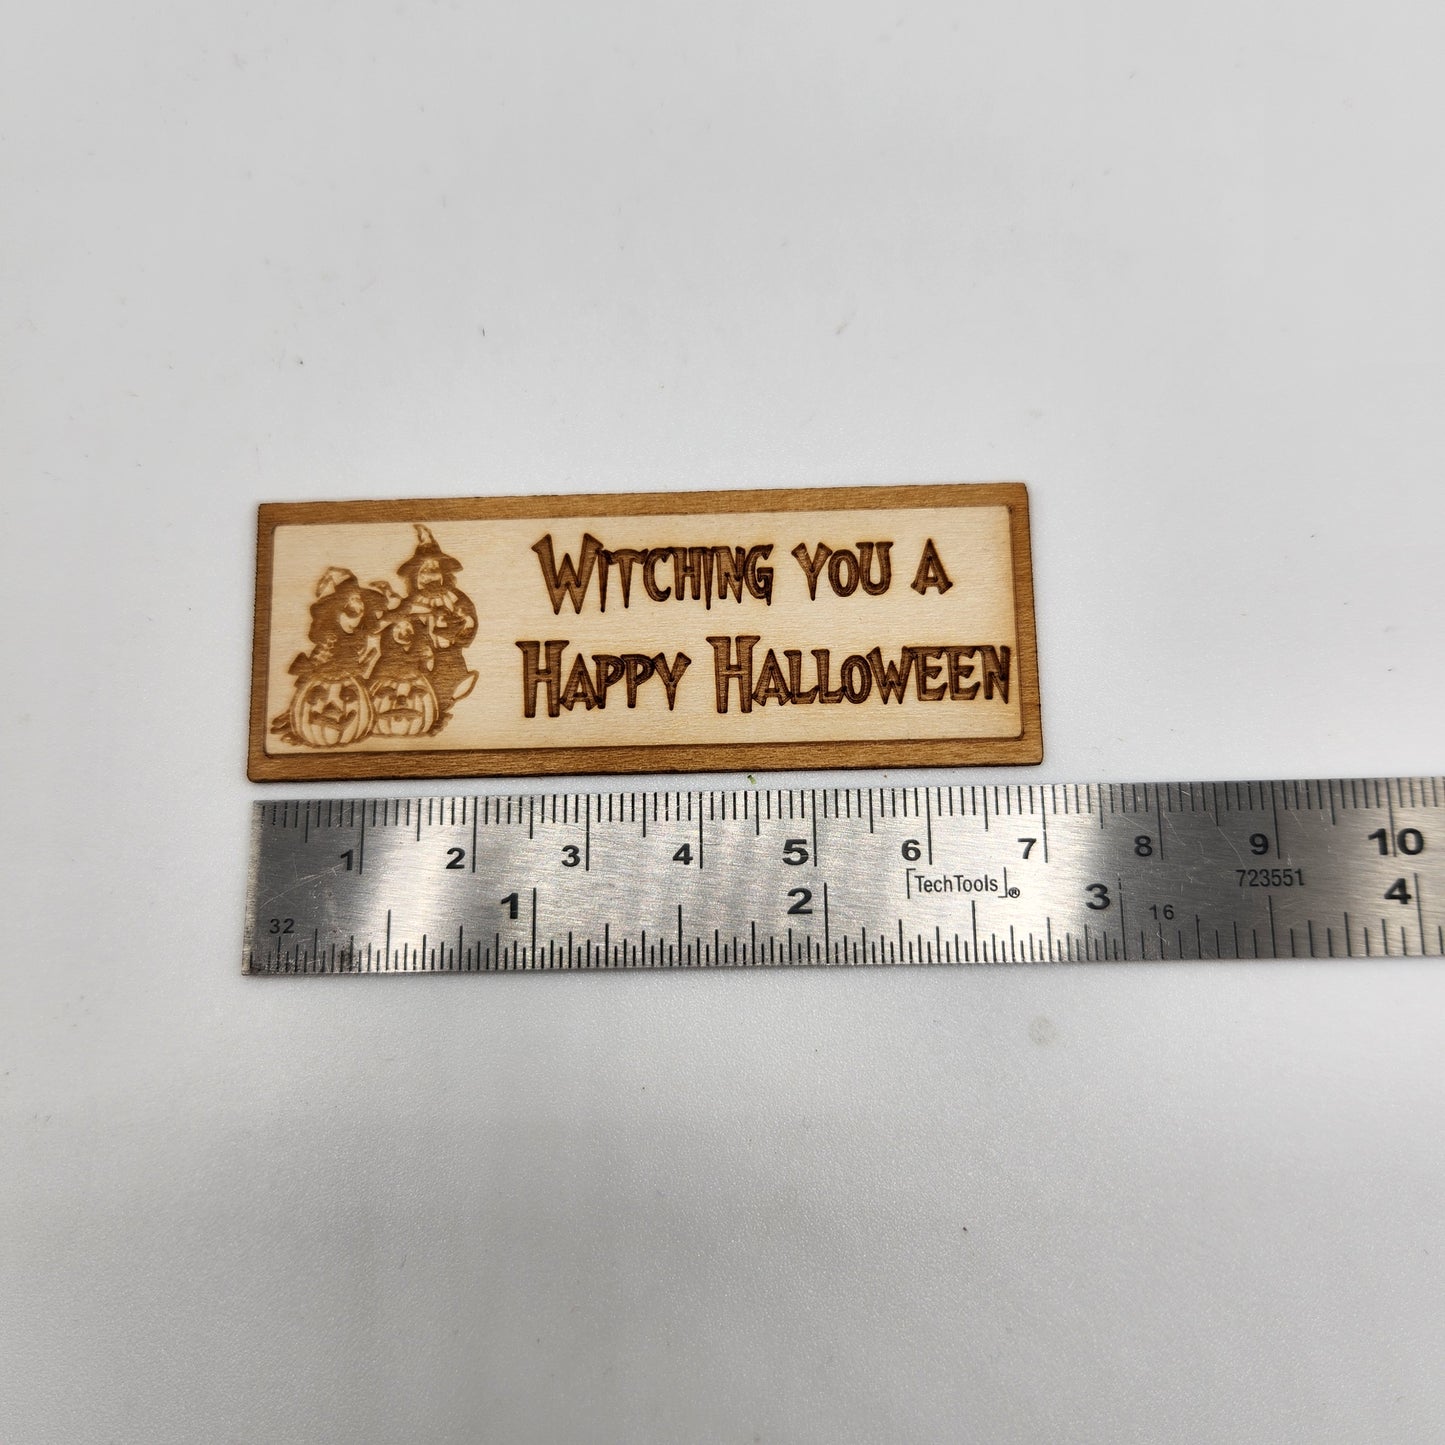 WITCHING YOU A
HAPPY HALLOWEEN
1 2 3 4 5 6 7 8 9 10
TechTools® 723551
1 2 3 4
32 16